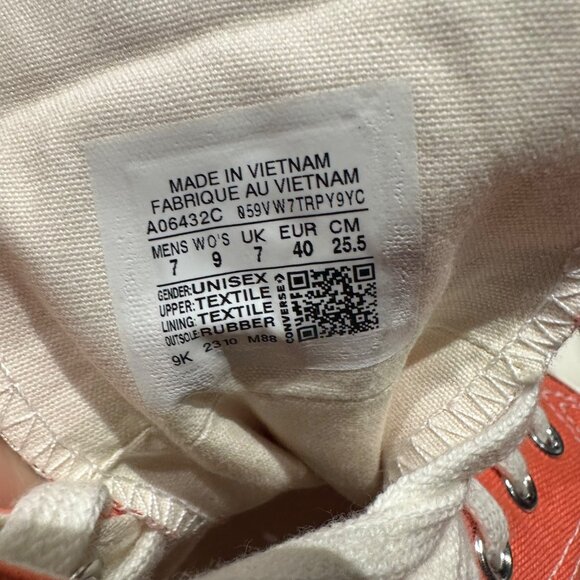 MADE IN VIETNAM
FABRIQUE AU VIETNAM
A06432C 059VW7TRPY9YC
MENS WO'S UK EUR CM
7 9 7 40 25.5
GENDER:UNISEX
UPPER:TEXTILE
LINING:TEXTILE
OUTSOLE:RUBBER
CONVERSE
9K 2310 M88